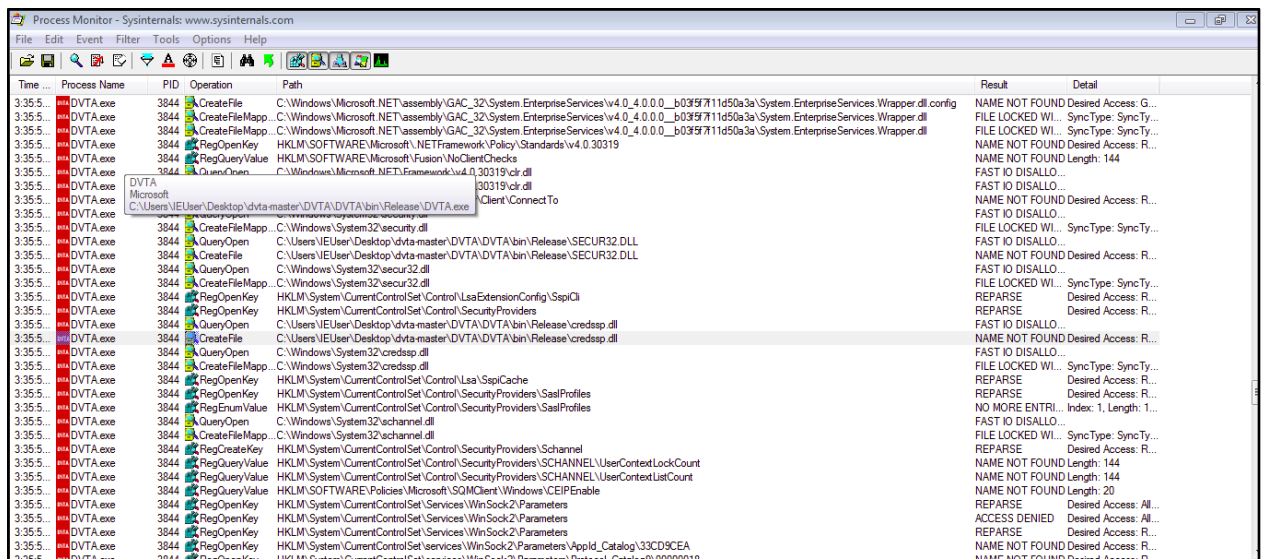 Process Monitor - Sysinternals: www.sysinternals.com
File Edit Event Filter Tools Options Help
Time ... Process Name PID Operation Path Result Detail
3:35:5... DVTA.exe 3844 CreateFile C:\Windows\Microsoft.NET\assembly\GAC_32\System.EnterpriseServices\v4.0_4.0.0.0__b03f5f7f11d50a3a\System.EnterpriseServices.Wrapper.dll.config NAME NOT FOUND Desired Access: G...
3:35:5... DVTA.exe 3844 CreateFileMapp... C:\Windows\Microsoft.NET\assembly\GAC_32\System.EnterpriseServices\v4.0_4.0.0.0__b03f5f7f11d50a3a\System.EnterpriseServices.Wrapper.dll FILE LOCKED WI... SyncType: SyncTy...
3:35:5... DVTA.exe 3844 CreateFileMapp... C:\Windows\Microsoft.NET\assembly\GAC_32\System.EnterpriseServices\v4.0_4.0.0.0__b03f5f7f11d50a3a\System.EnterpriseServices.Wrapper.dll FILE LOCKED WI... SyncType: SyncTy...
3:35:5... DVTA.exe 3844 RegOpenKey HKLM\SOFTWARE\Microsoft\.NETFramework\Policy\Standards\v4.0.30319 NAME NOT FOUND Desired Access: R...
3:35:5... DVTA.exe 3844 RegQueryValue HKLM\SOFTWARE\Microsoft\Fusion\NoClientChecks NAME NOT FOUND Length: 144
3:35:5... DVTA.exe 3844 QueryOpen C:\Windows\Microsoft.NET\Framework\v4.0.30319\clr.dll FAST IO DISALLO...
3:35:5... DVTA.exe 30319\clr.dll FAST IO DISALLO...
3:35:5... DVTA.exe \Client\ConnectTo NAME NOT FOUND Desired Access: R...
DVTA
Microsoft
C:\Users\IEUser\Desktop\dvta-master\DVTA\DVTA\bin\Release\DVTA.exe
3:35:5... DVTA.exe 3844 QueryOpen C:\Windows\System32\security.dll FAST IO DISALLO...
3:35:5... DVTA.exe 3844 CreateFileMapp... C:\Windows\System32\security.dll FILE LOCKED WI... SyncType: SyncTy...
3:35:5... DVTA.exe 3844 QueryOpen C:\Users\IEUser\Desktop\dvta-master\DVTA\DVTA\bin\Release\SECUR32.DLL FAST IO DISALLO...
3:35:5... DVTA.exe 3844 CreateFile C:\Users\IEUser\Desktop\dvta-master\DVTA\DVTA\bin\Release\SECUR32.DLL NAME NOT FOUND Desired Access: R...
3:35:5... DVTA.exe 3844 QueryOpen C:\Windows\System32\secur32.dll FAST IO DISALLO...
3:35:5... DVTA.exe 3844 CreateFileMapp... C:\Windows\System32\secur32.dll FILE LOCKED WI... SyncType: SyncTy...
3:35:5... DVTA.exe 3844 RegOpenKey HKLM\System\CurrentControlSet\Control\LsaExtensionConfig\SspiCli REPARSE Desired Access: R...
3:35:5... DVTA.exe 3844 RegOpenKey HKLM\System\CurrentControlSet\Control\SecurityProviders REPARSE Desired Access: R...
3:35:5... DVTA.exe 3844 QueryOpen C:\Users\IEUser\Desktop\dvta-master\DVTA\DVTA\bin\Release\credssp.dll FAST IO DISALLO...
3:35:5... DVTA.exe 3844 CreateFile C:\Users\IEUser\Desktop\dvta-master\DVTA\DVTA\bin\Release\credssp.dll NAME NOT FOUND Desired Access: R...
3:35:5... DVTA.exe 3844 QueryOpen C:\Windows\System32\credssp.dll FAST IO DISALLO...
3:35:5... DVTA.exe 3844 CreateFileMapp... C:\Windows\System32\credssp.dll FILE LOCKED WI... SyncType: SyncTy...
3:35:5... DVTA.exe 3844 RegOpenKey HKLM\System\CurrentControlSet\Control\Lsa\SspiCache REPARSE Desired Access: R...
3:35:5... DVTA.exe 3844 RegOpenKey HKLM\System\CurrentControlSet\Control\SecurityProviders\SaslProfiles REPARSE Desired Access: R...
3:35:5... DVTA.exe 3844 RegEnumValue HKLM\System\CurrentControlSet\Control\SecurityProviders\SaslProfiles NO MORE ENTRI... Index: 1, Length: 1...
3:35:5... DVTA.exe 3844 QueryOpen C:\Windows\System32\schannel.dll FAST IO DISALLO...
3:35:5... DVTA.exe 3844 CreateFileMapp... C:\Windows\System32\schannel.dll FILE LOCKED WI... SyncType: SyncTy...
3:35:5... DVTA.exe 3844 RegCreateKey HKLM\System\CurrentControlSet\Control\SecurityProviders\Schannel REPARSE Desired Access: R...
3:35:5... DVTA.exe 3844 RegQueryValue HKLM\System\CurrentControlSet\Control\SecurityProviders\SCHANNEL\UserContextLockCount NAME NOT FOUND Length: 144
3:35:5... DVTA.exe 3844 RegQueryValue HKLM\System\CurrentControlSet\Control\SecurityProviders\SCHANNEL\UserContextListCount NAME NOT FOUND Length: 144
3:35:5... DVTA.exe 3844 RegQueryValue HKLM\SOFTWARE\Policies\Microsoft\SQMClient\Windows\CEIPEnable NAME NOT FOUND Length: 20
3:35:5... DVTA.exe 3844 RegOpenKey HKLM\System\CurrentControlSet\Services\WinSock2\Parameters REPARSE Desired Access: All...
3:35:5... DVTA.exe 3844 RegOpenKey HKLM\System\CurrentControlSet\Services\WinSock2\Parameters ACCESS DENIED Desired Access: All...
3:35:5... DVTA.exe 3844 RegOpenKey HKLM\System\CurrentControlSet\Services\WinSock2\Parameters REPARSE Desired Access: R...
3:35:5... DVTA.exe 3844 RegOpenKey HKLM\System\CurrentControlSet\services\WinSock2\Parameters\AppId_Catalog\33CD9CEA NAME NOT FOUND Desired Access: R...